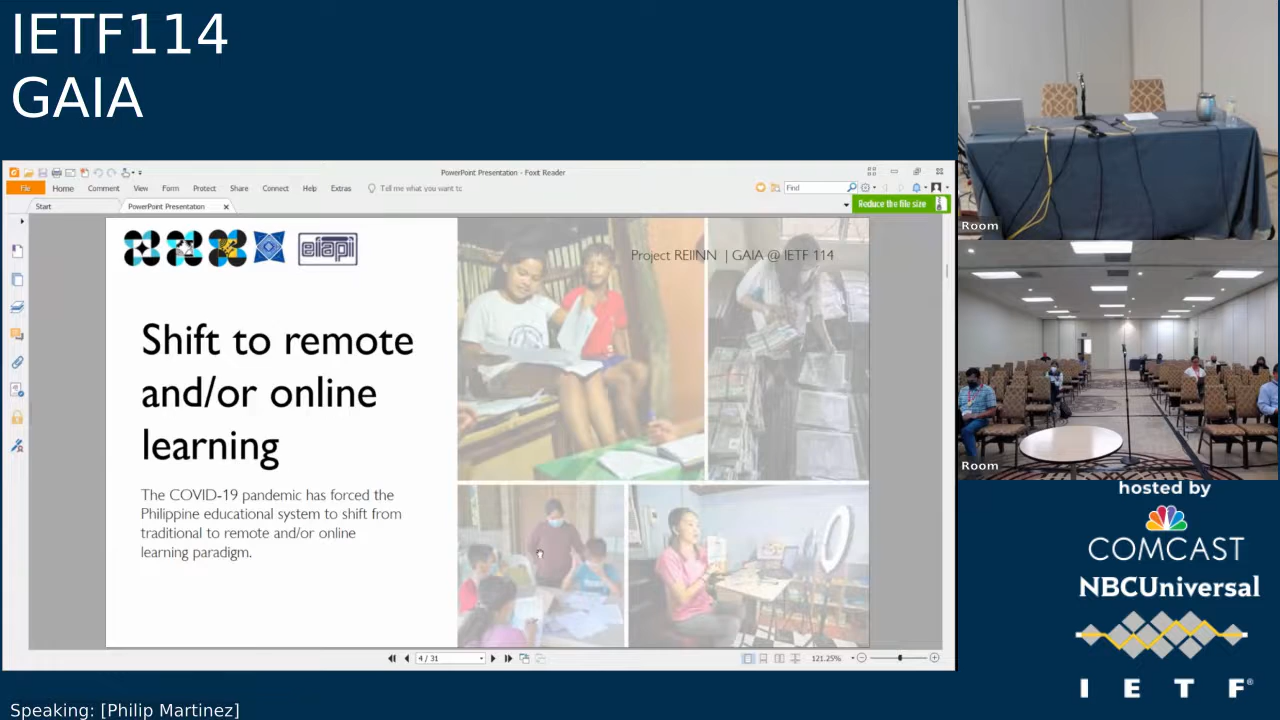 IETF114
GAIA
PowerPoint Presentation - Foxit Reader
File Home Comment View Form Protect Share Connect Help Extras Tell me what you want tc Find
Start PowerPoint Presentation Reduce the file size
eiapi
Project REIINN | GAIA @ IETF 114
Shift to remote
and/or online
learning
The COVID-19 pandemic has forced the
Philippine educational system to shift from
traditional to remote and/or online
learning paradigm.
4 / 31
121.25%
Room
Room
hosted by
COMCAST
NBCUniversal
I E T F®
Speaking: [Philip Martinez]